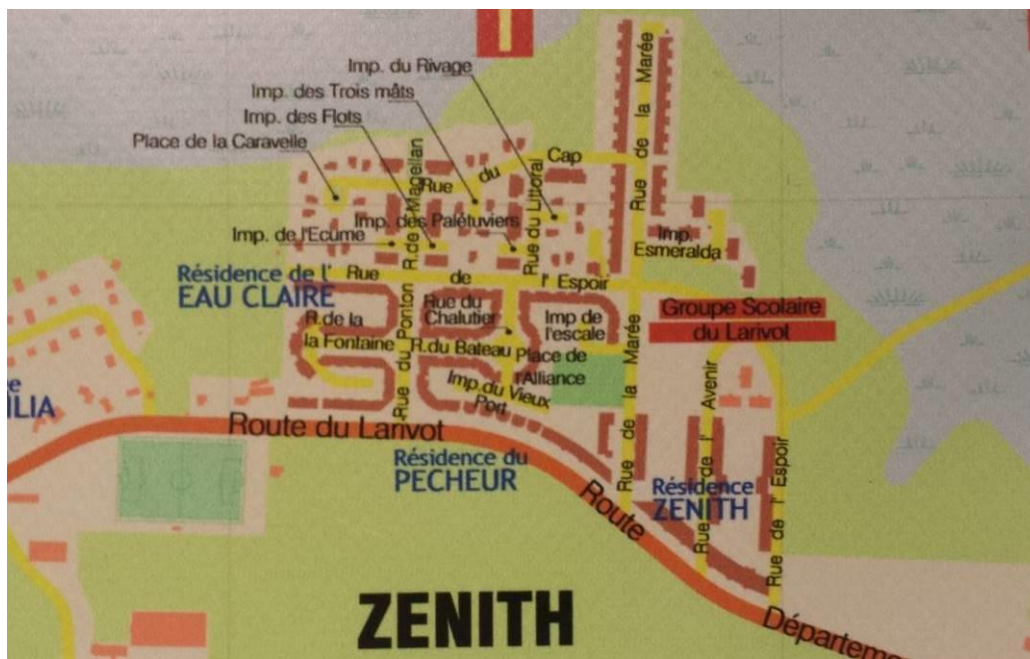 Imp. du Rivage
Imp. des Trois mâts
Imp. des Flots
Place de la Caravelle
Rue du Cap
Rue de la Marée
R.de Magellan
Rue du Littoral
Imp. des Palétuviers
Imp. de l'Ecume
Imp.
Esmeralda
Résidence de l'
EAU CLAIRE
Rue de l' Espoir
Groupe Scolaire
du Larivot
R.de la
la Fontaine
Rue du Ponton
Rue du
Chalutier
R.du Bateau
Imp de
l'escale
Place de
l'Alliance
Imp.du Vieux
Port
Rue de la Marée
Rue de l' Avenir
Rue de l' Espoir
ILIA
Route du Larivot
Résidence du
PECHEUR
Résidence
ZENITH
Route
ZENITH